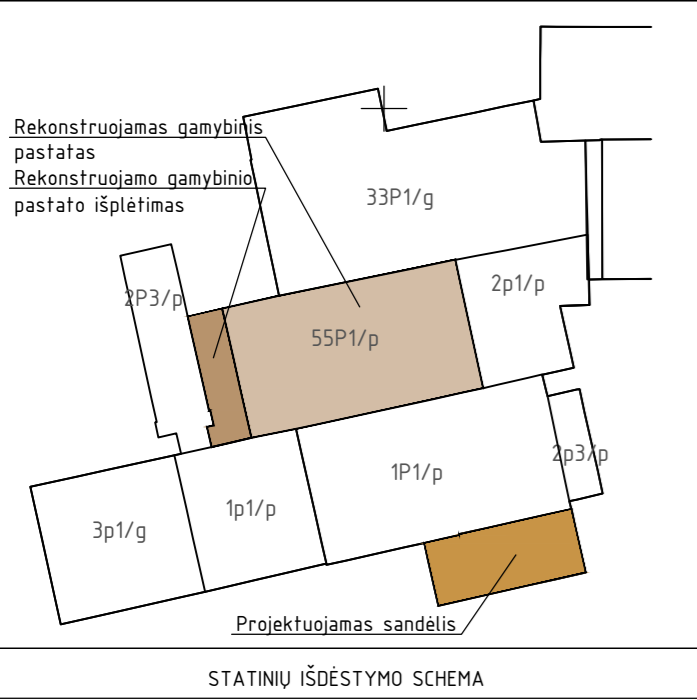 Rekonstruojamas gamybinis
pastatas
Rekonstruojamo gamybinio
pastato išplėtimas
33P1/g
2P3/p
2p1/p
55P1/p
2p3/p
1P1/p
1p1/p
3p1/g
Projektuojamas sandėlis
STATINIŲ IŠDĖSTYMO SCHEMA